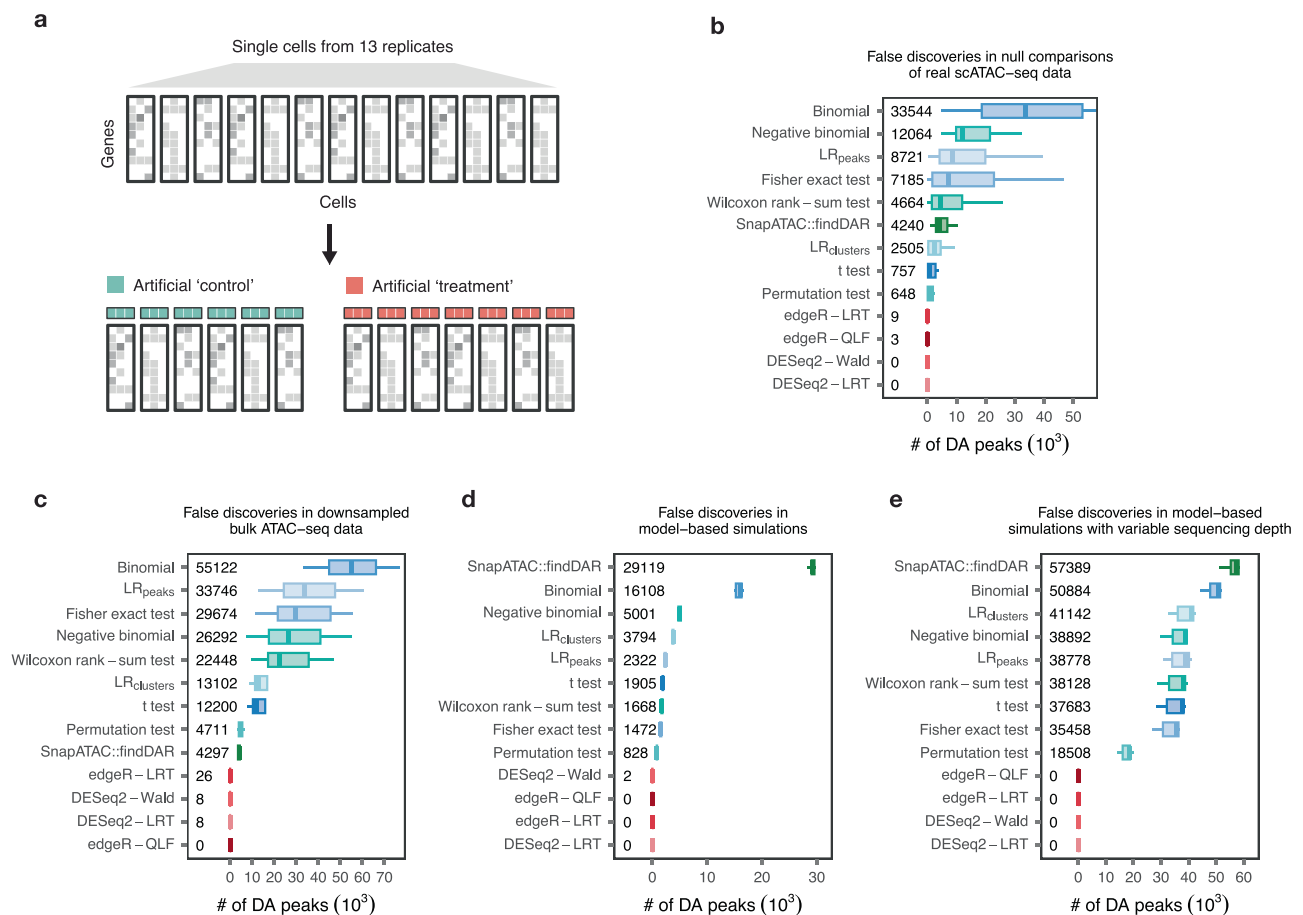 a
Single cells from 13 replicates
Genes
Cells
Artificial ‘control’
Artificial ‘treatment’
b
False discoveries in null comparisons
of real scATAC−seq data
Binomial 33544
Negative binomial 12064
LRpeaks 8721
Fisher exact test 7185
Wilcoxon rank−sum test 4664
SnapATAC::findDAR 4240
LRclusters 2505
t test 757
Permutation test 648
edgeR−LRT 9
edgeR−QLF 3
DESeq2−Wald 0
DESeq2−LRT 0
0 10 20 30 40 50
# of DA peaks (10³)
c
False discoveries in downsampled
bulk ATAC−seq data
Binomial 55122
LRpeaks 33746
Fisher exact test 29674
Negative binomial 26292
Wilcoxon rank−sum test 22448
LRclusters 13102
t test 12200
Permutation test 4711
SnapATAC::findDAR 4297
edgeR−LRT 26
DESeq2−Wald 8
DESeq2−LRT 8
edgeR−QLF 0
0 10 20 30 40 50 60 70
# of DA peaks (10³)
d
False discoveries in
model−based simulations
SnapATAC::findDAR 29119
Binomial 16108
Negative binomial 5001
LRclusters 3794
LRpeaks 2322
t test 1905
Wilcoxon rank−sum test 1668
Fisher exact test 1472
Permutation test 828
DESeq2−Wald 2
edgeR−QLF 0
edgeR−LRT 0
DESeq2−LRT 0
0 10 20 30
# of DA peaks (10³)
e
False discoveries in model−based
simulations with variable sequencing depth
SnapATAC::findDAR 57389
Binomial 50884
LRclusters 41142
Negative binomial 38892
LRpeaks 38778
Wilcoxon rank−sum test 38128
t test 37683
Fisher exact test 35458
Permutation test 18508
edgeR−QLF 0
edgeR−LRT 0
DESeq2−Wald 0
DESeq2−LRT 0
0 10 20 30 40 50 60
# of DA peaks (10³)